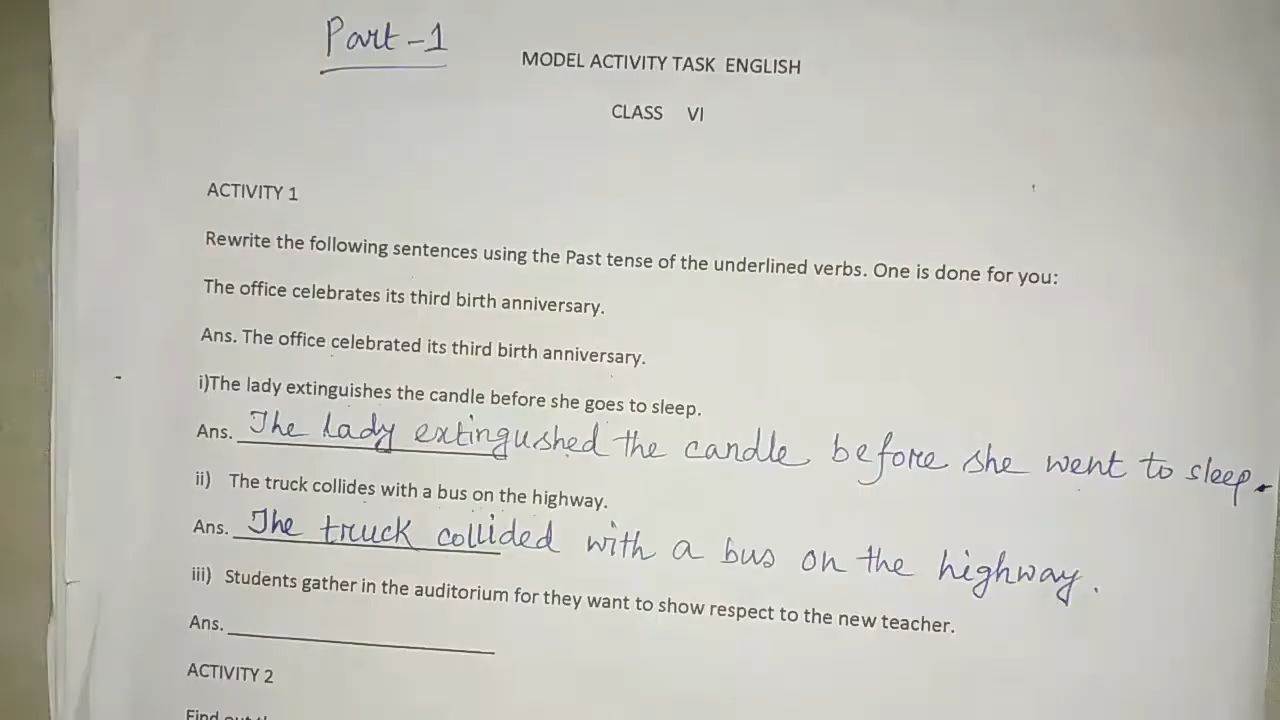 Part-1
MODEL ACTIVITY TASK ENGLISH
CLASS VI
ACTIVITY 1
Rewrite the following sentences using the Past tense of the underlined verbs. One is done for you:
The office celebrates its third birth anniversary.
Ans. The office celebrated its third birth anniversary.
i)The lady extinguishes the candle before she goes to sleep.
Ans. The lady extingushed the candle before she went to sleep.
ii) The truck collides with a bus on the highway.
Ans. The truck collided with a bus on the highway.
iii) Students gather in the auditorium for they want to show respect to the new teacher.
Ans.
ACTIVITY 2
Find out